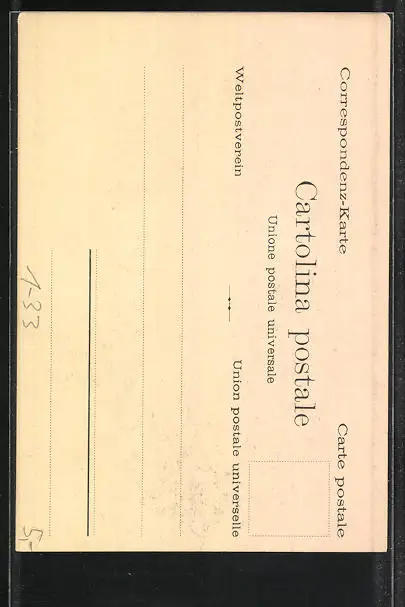 Correspondenz-Karte Carte postale
Cartolina postale
Unione postale universale
Weltpostverein Union postale universelle
1-33
5,-